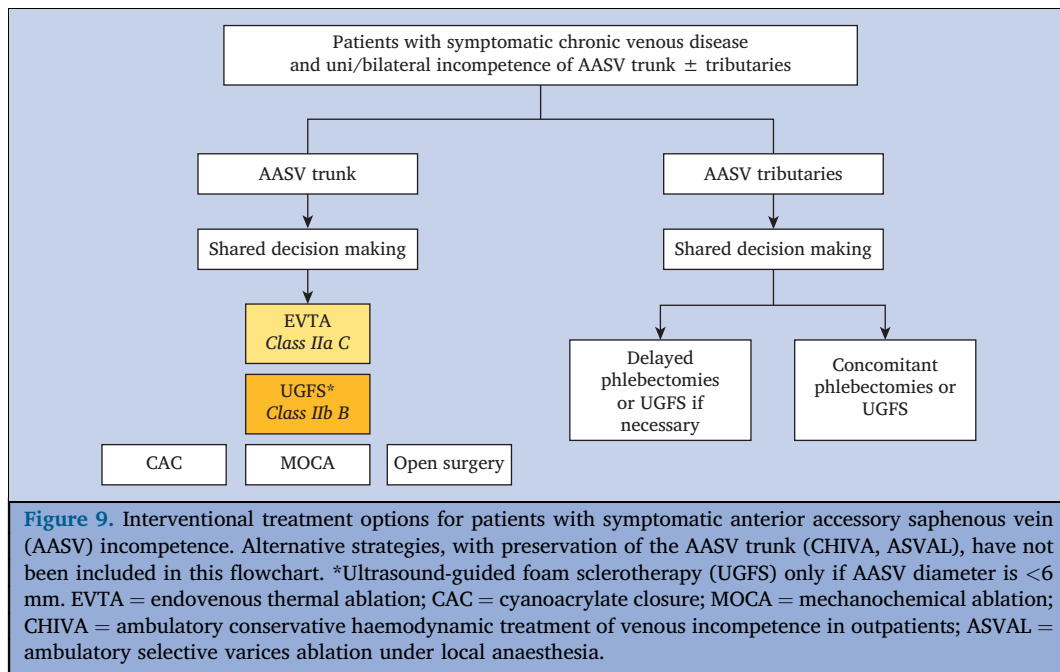 Patients with symptomatic chronic venous disease
and uni/bilateral incompetence of AASV trunk ± tributaries
AASV trunk
AASV tributaries
Shared decision making
Shared decision making
EVTA
Class IIa C
UGFS*
Class IIb B
CAC
MOCA
Open surgery
Delayed
phlebectomies
or UGFS if
necessary
Concomitant
phlebectomies or
UGFS
Figure 9. Interventional treatment options for patients with symptomatic anterior accessory saphenous vein
(AASV) incompetence. Alternative strategies, with preservation of the AASV trunk (CHIVA, ASVAL), have not
been included in this flowchart. *Ultrasound-guided foam sclerotherapy (UGFS) only if AASV diameter is <6
mm. EVTA = endovenous thermal ablation; CAC = cyanoacrylate closure; MOCA = mechanochemical ablation;
CHIVA = ambulatory conservative haemodynamic treatment of venous incompetence in outpatients; ASVAL =
ambulatory selective varices ablation under local anaesthesia.